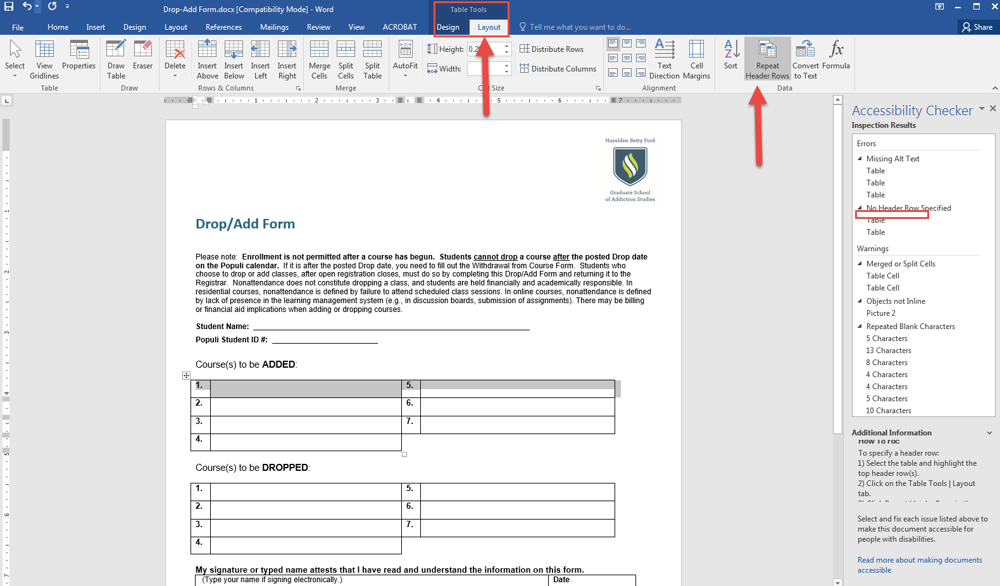 Drop-Add Form.docx [Compatibility Mode] - Word
Table Tools
File Home Insert Design Layout References Mailings Review View ACROBAT Design Layout Tell me what you want to do... Share
Select
View Gridlines
Properties
Table
Draw Table
Eraser
Draw
Delete
Insert Above
Insert Below
Insert Left
Insert Right
Rows & Columns
Merge Cells
Split Cells
Split Table
Merge
AutoFit
Height:
Width:
Distribute Rows
Distribute Columns
Size
Text Direction
Cell Margins
Alignment
Sort
Repeat Header Rows
Convert to Text
fx
Formula
Data
1 2 3 4 5 6 7
1
2
3
4
5
6
7
Hazelden Betty Ford
Graduate School
of Addiction Studies
Drop/Add Form
Please note: Enrollment is not permitted after a course has begun. Students cannot drop a course after the posted Drop date
on the Populi calendar. If it is after the posted Drop date, you need to fill out the Withdrawal from Course Form. Students who
choose to drop or add classes, after open registration closes, must do so by completing this Drop/Add Form and returning it to the
Registrar. Nonattendance does not constitute dropping a class, and students are held financially and academically responsible. In
residential courses, nonattendance is defined by failure to attend scheduled class sessions. In online courses, nonattendance is defined
by lack of presence in the learning management system (e.g., in discussion boards, submission of assignments). There may be billing
or financial aid implications when adding or dropping courses.
Student Name:
Populi Student ID #:
Course(s) to be ADDED:
1. 5.
2. 6.
3. 7.
4.
Course(s) to be DROPPED:
1. 5.
2. 6.
3. 7.
4.
My signature or typed name attests that I have read and understand the information on this form.
(Type your name if signing electronically.) Date
Accessibility Checker
Inspection Results
Errors
Missing Alt Text
Table
Table
Table
No Header Row Specified
Table
Table
Warnings
Merged or Split Cells
Table Cell
Table Cell
Objects not Inline
Picture 2
Repeated Blank Characters
5 Characters
13 Characters
8 Characters
4 Characters
4 Characters
5 Characters
10 Characters
Additional Information
How To Fix:
To specify a header row:
1) Select the table and highlight the
top header row(s).
2) Click on the Table Tools | Layout
tab.
Select and fix each issue listed above to
make this document accessible for
people with disabilities.
Read more about making documents
accessible